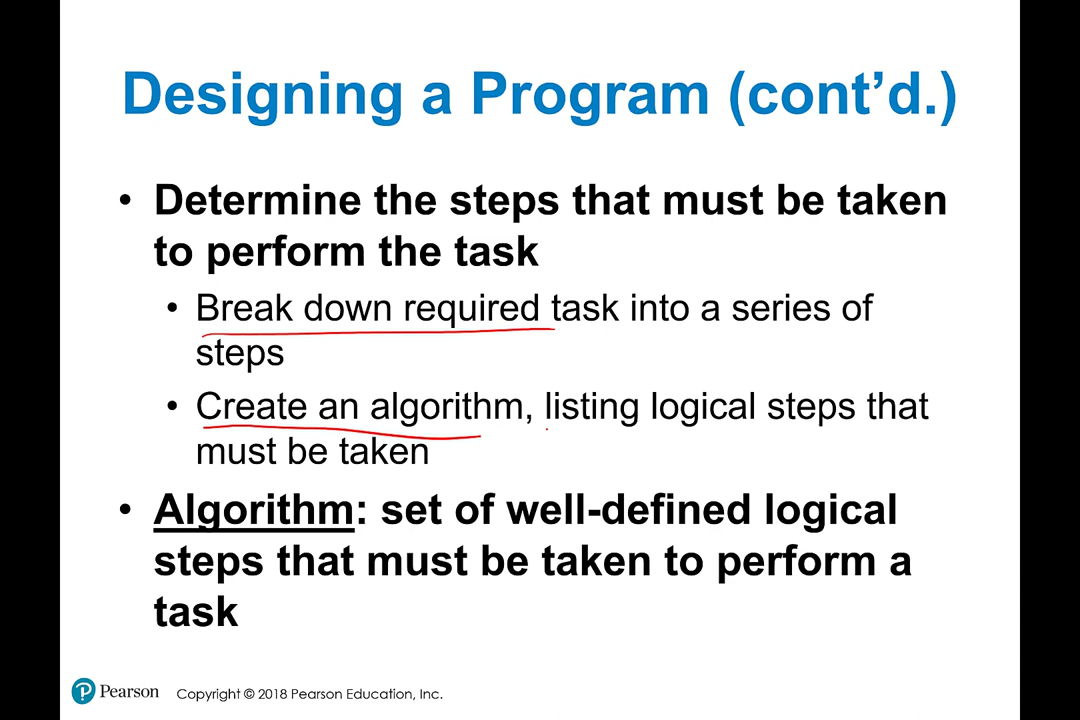 Designing a Program (cont’d.)
• Determine the steps that must be taken
to perform the task
• Break down required task into a series of
steps
• Create an algorithm, listing logical steps that
must be taken
• Algorithm: set of well-defined logical
steps that must be taken to perform a
task
Pearson Copyright © 2018 Pearson Education, Inc.